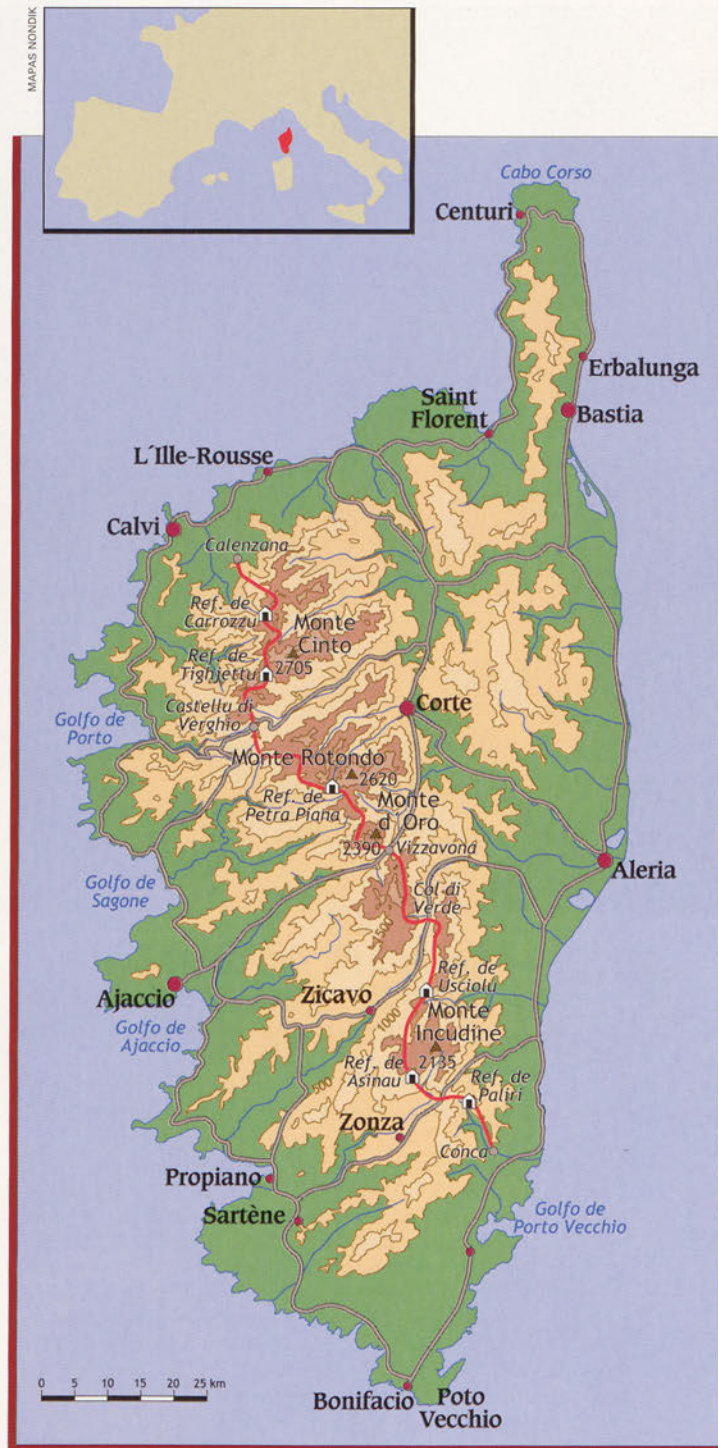 MAPAS NONDIK
Cabo Corso
Centuri
Erbalunga
Saint
Florent
Bastia
L´Ille-Rousse
Calvi
Calenzana
Ref. de
Carrozzu
Monte
Cinto
Ref. de
Tighjettu
2705
Castellu di
Verghio
Corte
Golfo de
Porto
Monte Rotondo
2620
Ref. de
Petra Piana
Monte
d´Oro
2390
Vizzavona
Aleria
Golfo de
Sagone
Col di
Verde
500
Ajaccio
Ref. de
Usciolu
Zicavo
Golfo de
Ajaccio
1000
Monte
Incudine
2135
Ref. de
Asinau
500
Ref. de
Paliri
Zonza
Conca
Propiano
Sartène
Golfo de
Porto Vecchio
0 5 10 15 20 25 km
Bonifacio
Poto
Vecchio